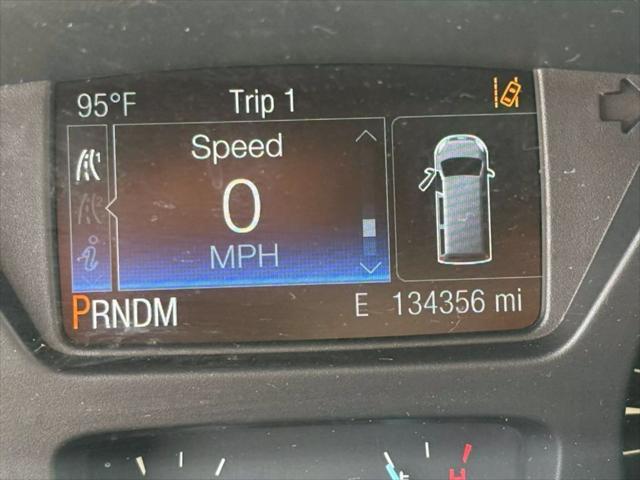 95°F Trip 1
Speed
0
MPH
PRNDM E 134356 mi
H